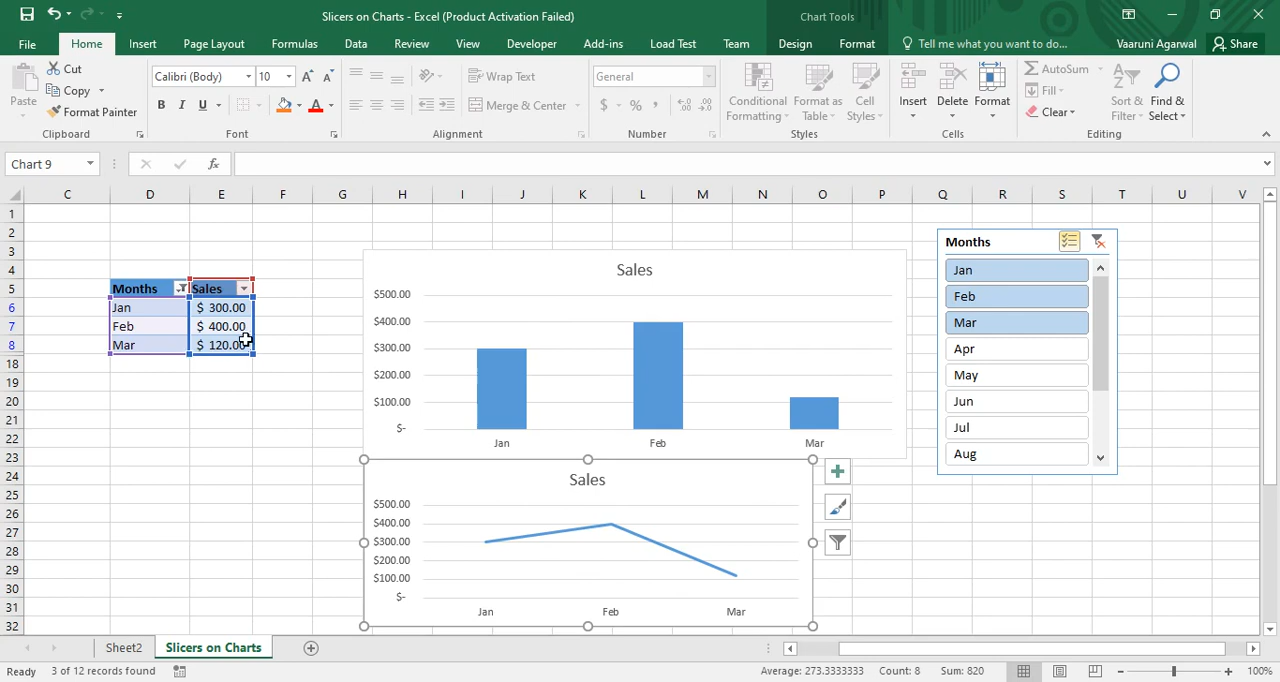 Slicers on Charts - Excel (Product Activation Failed)
Chart Tools
File
Home
Insert
Page Layout
Formulas
Data
Review
View
Developer
Add-ins
Load Test
Team
Design
Format
Tell me what you want to do...
Vaaruni Agarwal
Share
Paste
Cut
Copy
Format Painter
Clipboard
Calibri (Body)
10
B I U
Font
Wrap Text
Merge & Center
Alignment
General
$ % ,
Number
Conditional Formatting
Format as Table
Cell Styles
Styles
Insert
Delete
Format
Cells
AutoSum
Fill
Clear
Sort & Filter
Find & Select
Editing
Chart 9
fx
C D E F G H I J K L M N O P Q R S T U V
1
2
3
4
5
6
7
8
18
19
20
21
22
23
24
25
26
27
28
29
30
31
32
Months Sales
Jan $ 300.00
Feb $ 400.00
Mar $ 120.00
Sales
$500.00
$400.00
$300.00
$200.00
$100.00
$-
Jan Feb Mar
Sales
$500.00
$400.00
$300.00
$200.00
$100.00
$-
Jan Feb Mar
Months
Jan
Feb
Mar
Apr
May
Jun
Jul
Aug
Sheet2
Slicers on Charts
Ready
3 of 12 records found
Average: 273.3333333
Count: 8
Sum: 820
100%